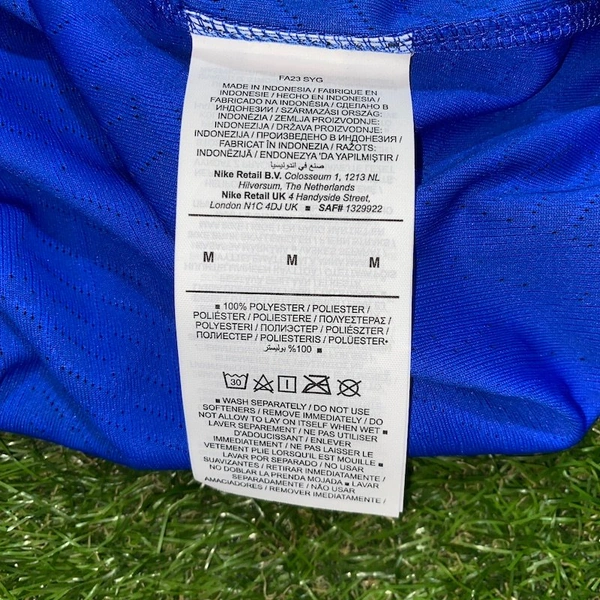 FA23 SYG
MADE IN INDONESIA / FABRIQUE EN
INDONESIE / HECHO EN INDONESIA /
FABRICADO NA INDONÉSIA / СДЕЛАНО В
ИНДОНЕЗИИ / SZÁRMAZÁSI ORSZÁG:
INDONÉZIA / ZEMLJA PROIZVODNJE:
INDONEZIJA / DRŽAVA PROIZVODNJE:
INDONEZIJA / ПРОИЗВЕДЕНО В ИНДОНЕЗИЯ /
FABRICAT ÎN INDONEZIA / RAŽOTS:
INDONĒZIJĀ / ENDONEZYA 'DA YAPILMIŞTIR /
صنع في اندونيسيا
Nike Retail B.V. Colosseum 1, 1213 NL
Hilversum, The Netherlands
Nike Retail UK 4 Handyside Street,
London N1C 4DJ UK ■ SAF# 1329922
M M M
■ 100% POLYESTER / POLIESTER /
POLIÉSTER / POLIESTERE / ΠΟΛΥΕΣΤΕΡΑΣ /
POLYESTERI / ПОЛИЭСТЕР / POLIÉSZTER /
ПОЛИЕСТЕР / POLIESTERIS / POLÜESTER•
100% بوليستر ■
30
■ WASH SEPARATELY / DO NOT USE
SOFTENERS / REMOVE IMMEDIATELY / DO
NOT ALLOW TO LAY ON ITSELF WHEN WET ■
LAVER SEPARÉMENT / NE PAS UTILISER
D'ADOUCISSANT / ENLEVER
IMMÉDIATEMENT / NE PAS LAISSER LE
VETEMENT PLIE LORSQU'IL EST MOUILLE ■
LAVAR POR SEPARADO / NO USAR
SUAVIZANTES / RETIRAR INMEDIATAMENTE /
NO DOBLAR LA PRENDA MOJADA ■ LAVAR
SEPARADAMENTE / NÃO USAR
AMACIADORES / REMOVER IMEDIATAMENTE /